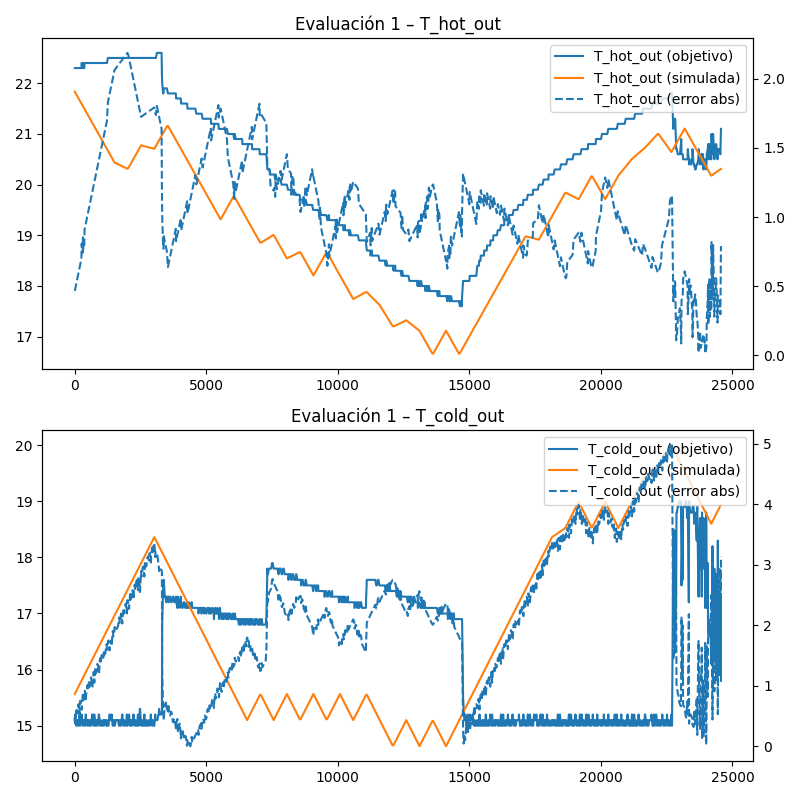 Evaluación 1 – T_hot_out
T_hot_out (objetivo)
T_hot_out (simulada)
T_hot_out (error abs)
22
21
20
19
18
17
2.0
1.5
1.0
0.5
0.0
0 5000 10000 15000 20000 25000
Evaluación 1 – T_cold_out
T_cold_out (objetivo)
T_cold_out (simulada)
T_cold_out (error abs)
20
19
18
17
16
15
5
4
3
2
1
0
0 5000 10000 15000 20000 25000